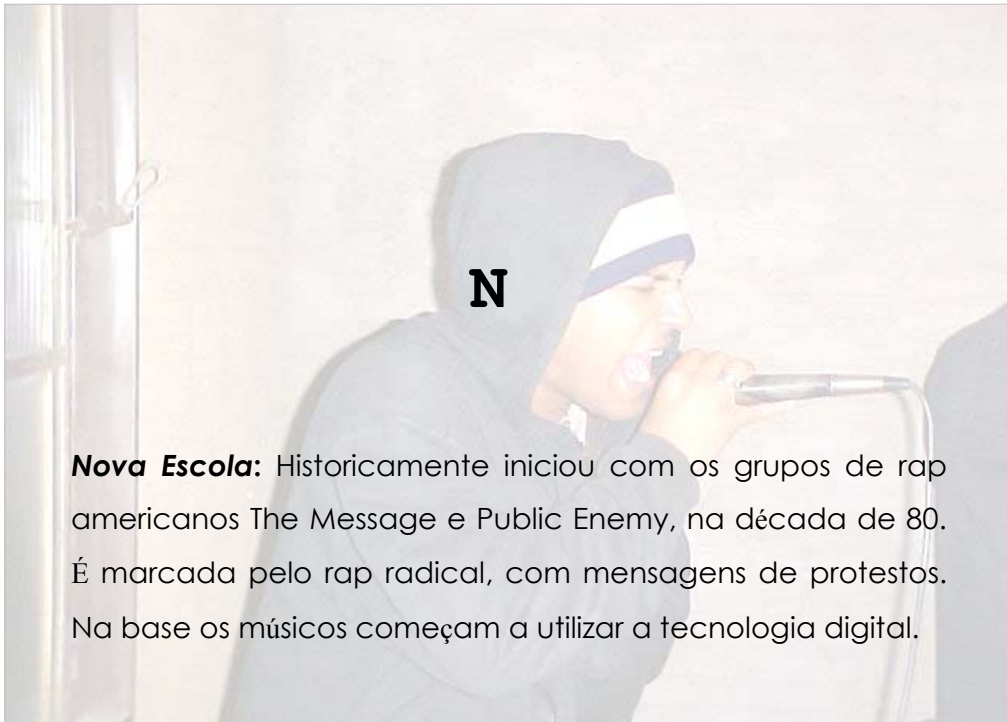 N
Nova Escola: Historicamente iniciou com os grupos de rap
americanos The Message e Public Enemy, na década de 80.
É marcada pelo rap radical, com mensagens de protestos.
Na base os músicos começam a utilizar a tecnologia digital.